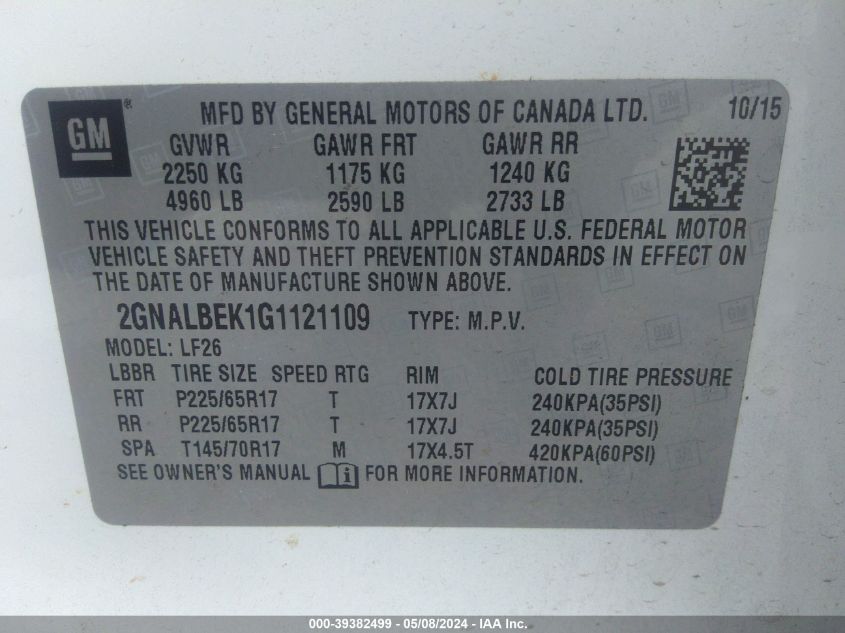 GM ®
MFD BY GENERAL MOTORS OF CANADA LTD. 10/15
GVWR GAWR FRT GAWR RR
2250 KG 1175 KG 1240 KG
4960 LB 2590 LB 2733 LB
THIS VEHICLE CONFORMS TO ALL APPLICABLE U.S. FEDERAL MOTOR
VEHICLE SAFETY AND THEFT PREVENTION STANDARDS IN EFFECT ON
THE DATE OF MANUFACTURE SHOWN ABOVE.
2GNALBEK1G1121109 TYPE: M.P.V.
MODEL: LF26
LBBR TIRE SIZE SPEED RTG RIM COLD TIRE PRESSURE
FRT P225/65R17 T 17X7J 240KPA(35PSI)
RR P225/65R17 T 17X7J 240KPA(35PSI)
SPA T145/70R17 M 17X4.5T 420KPA(60PSI)
SEE OWNER'S MANUAL i FOR MORE INFORMATION.
000-39382499 - 05/08/2024 - IAA Inc.